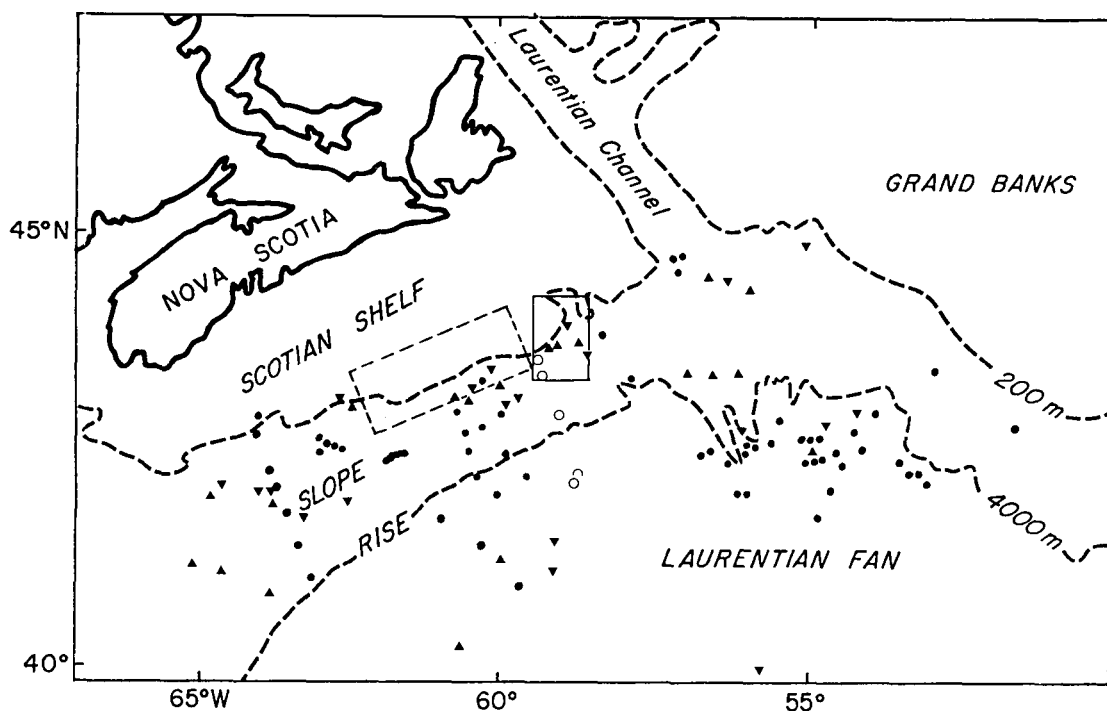 Laurentian Channel
GRAND BANKS
45°N
NOVA SCOTIA
SCOTIAN SHELF
200 m
SLOPE
4000 m
RISE
LAURENTIAN FAN
40°
65°W
60°
55°